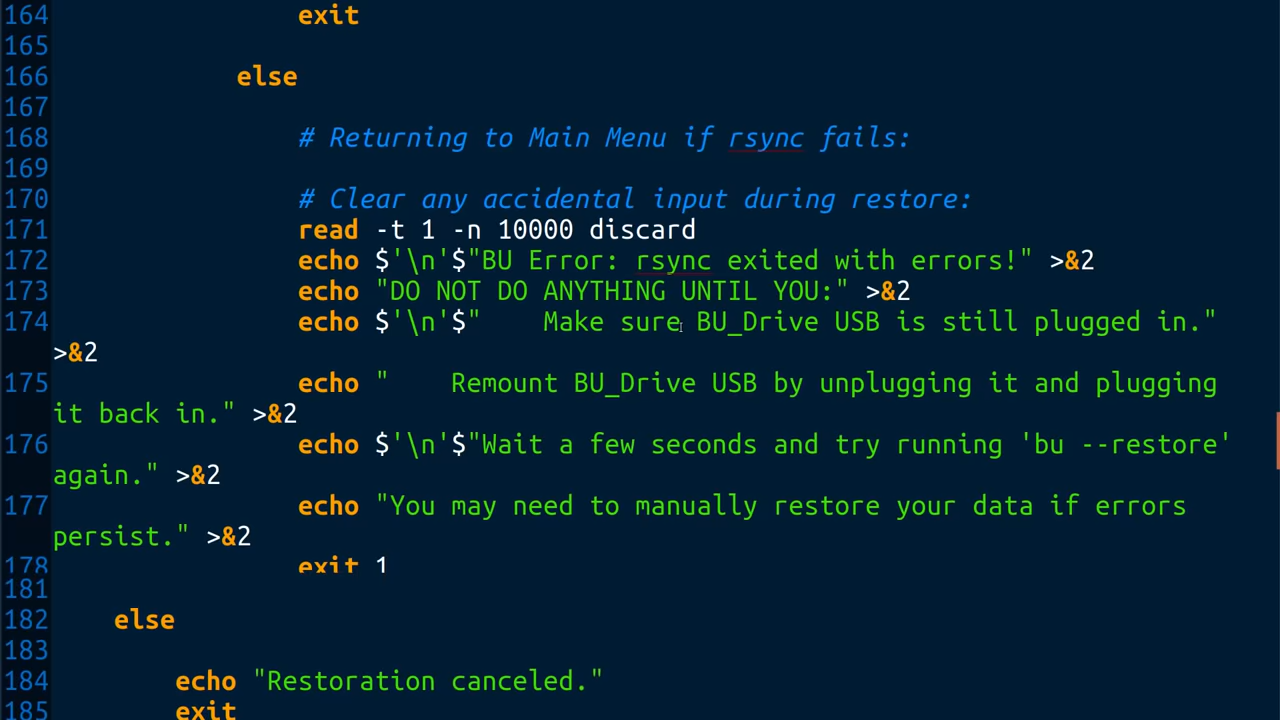 164                exit
165
166            else
167
168                # Returning to Main Menu if rsync fails:
169
170                # Clear any accidental input during restore:
171                read -t 1 -n 10000 discard
172                echo $'\n'$"BU Error: rsync exited with errors!" >&2
173                echo "DO NOT DO ANYTHING UNTIL YOU:" >&2
174                echo $'\n'$"    Make sure BU_Drive USB is still plugged in."
>&2
175                echo "    Remount BU_Drive USB by unplugging it and plugging
it back in." >&2
176                echo $'\n'$"Wait a few seconds and try running 'bu --restore'
again." >&2
177                echo "You may need to manually restore your data if errors
persist." >&2
178                exit 1
181
182    else
183
184        echo "Restoration canceled."
185        exit